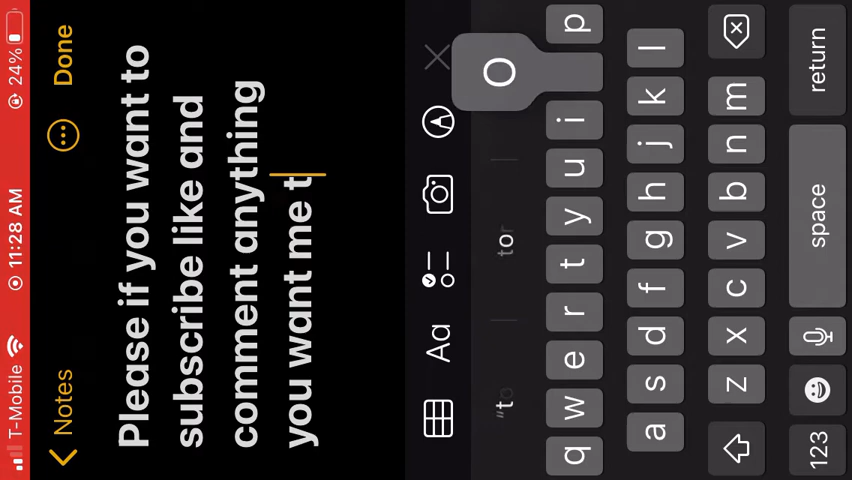 T-Mobile 11:28 AM 24%
Notes Done
Please if you want to
subscribe like and
comment anything
you want me t
Aa
"to tor
O
q w e r t y u i p
a s d f g h j k l
z x c v b n m
123 space return